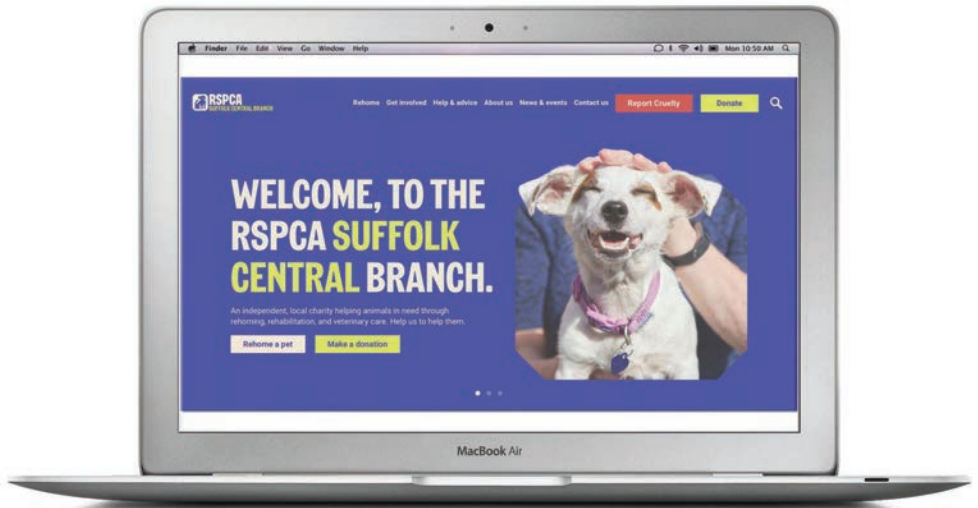 Finder File Edit View Go Window Help
Mon 10:50 AM
RSPCA
SUFFOLK CENTRAL BRANCH
Rehome Get involved Help & advice About us News & events Contact us Report Cruelty Donate
WELCOME, TO THE
RSPCA SUFFOLK
CENTRAL BRANCH.
An independent, local charity helping animals in need through
rehoming, rehabilitation, and veterinary care. Help us to help them.
Rehome a pet Make a donation
MacBook Air